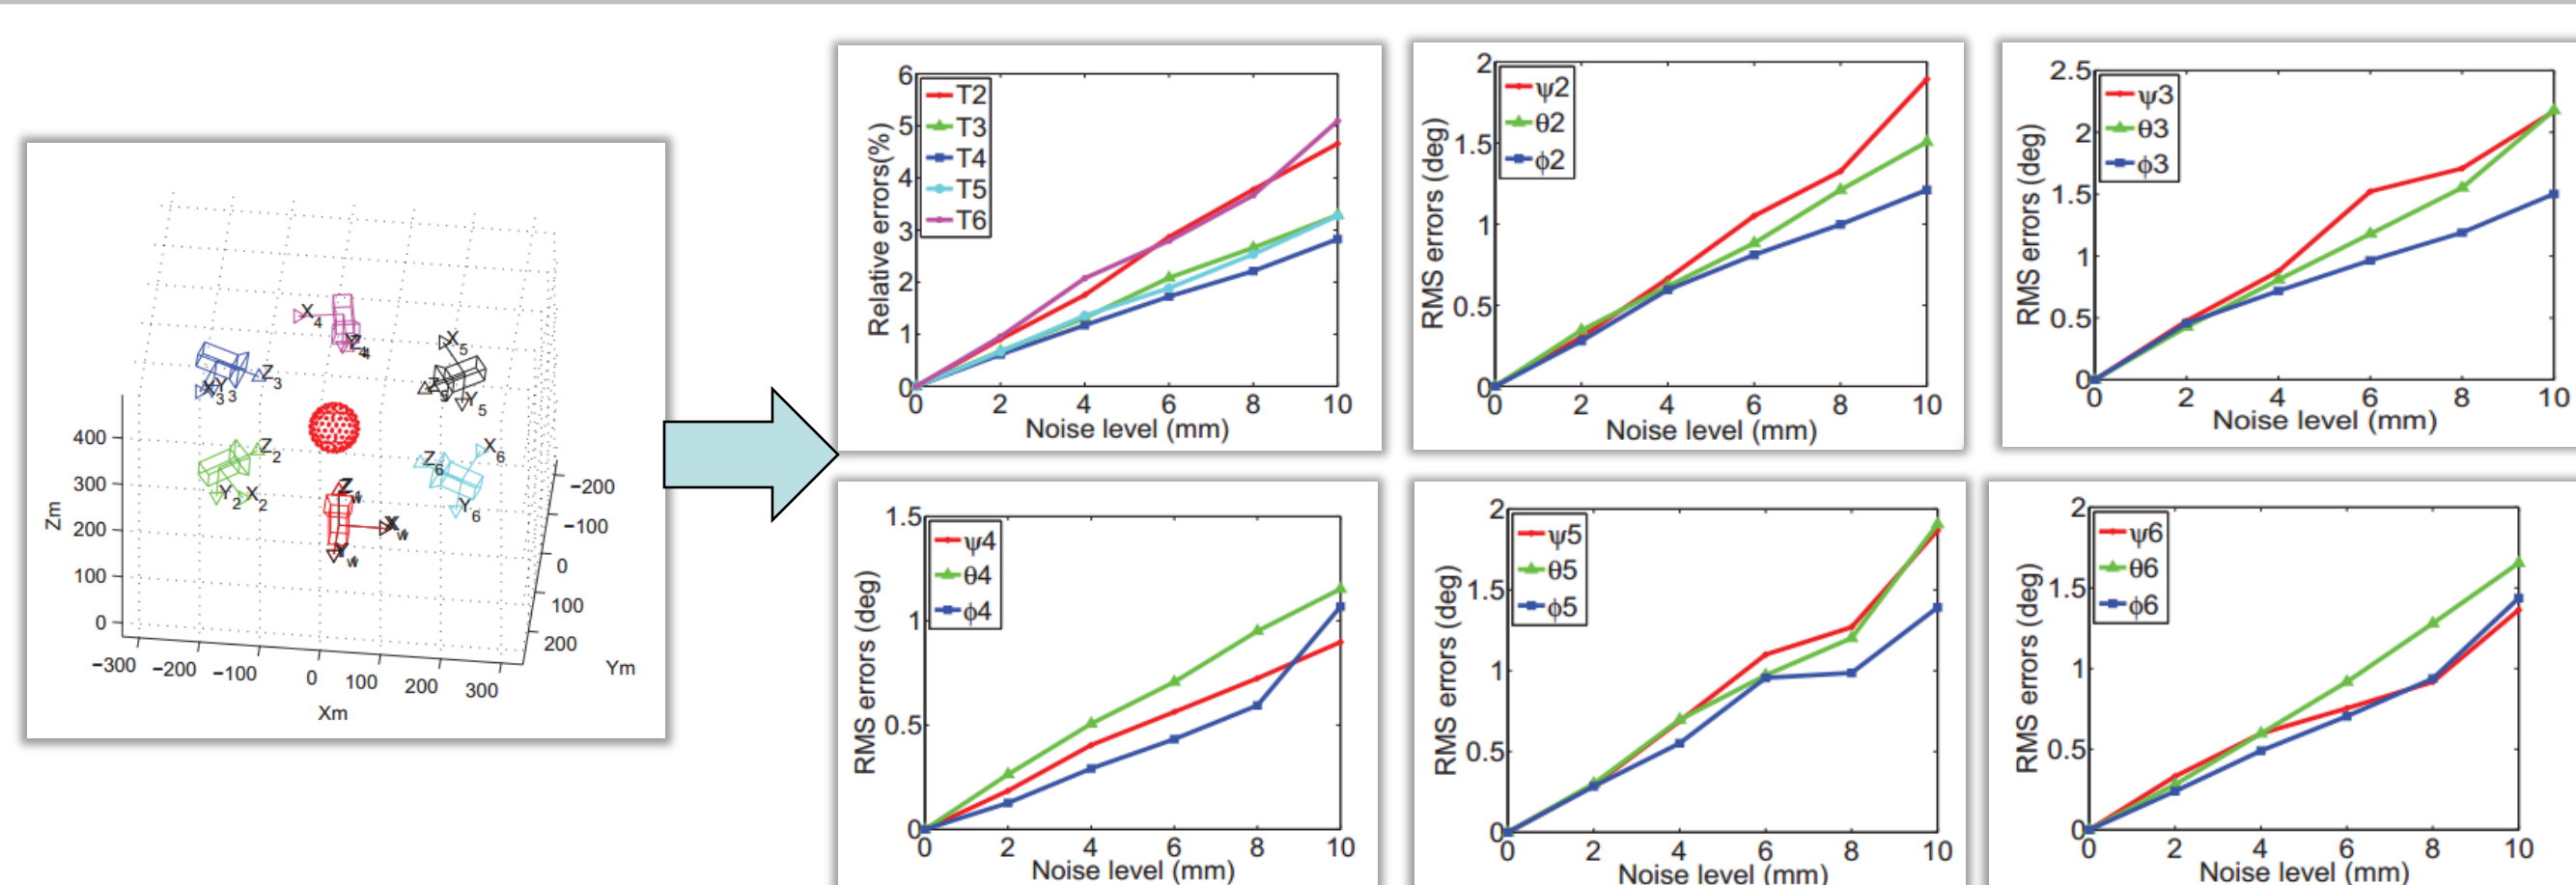 X4
Y Z4
X5
Z5
Y5
Z3
X3 Y3
Z2
Y2 X2
X6
Z6
Y6
Zw
Xw
Yw
400
300
200
100
0
Zm
−300 −200 −100 0 100 200 300
Xm
−200
−100
0
100
200
Ym
6
5
4
3
2
1
0
Relative errors(%)
T2
T3
T4
T5
T6
0 2 4 6 8 10
Noise level (mm)
2
1.5
1
0.5
0
RMS errors (deg)
ψ2
θ2
ϕ2
0 2 4 6 8 10
Noise level (mm)
2.5
2
1.5
1
0.5
0
RMS errors (deg)
ψ3
θ3
ϕ3
0 2 4 6 8 10
Noise level (mm)
1.5
1
0.5
0
RMS errors (deg)
ψ4
θ4
ϕ4
0 2 4 6 8 10
Noise level (mm)
2
1.5
1
0.5
0
RMS errors (deg)
ψ5
θ5
ϕ5
0 2 4 6 8 10
Noise level (mm)
2
1.5
1
0.5
0
RMS errors (deg)
ψ6
θ6
ϕ6
0 2 4 6 8 10
Noise level (mm)